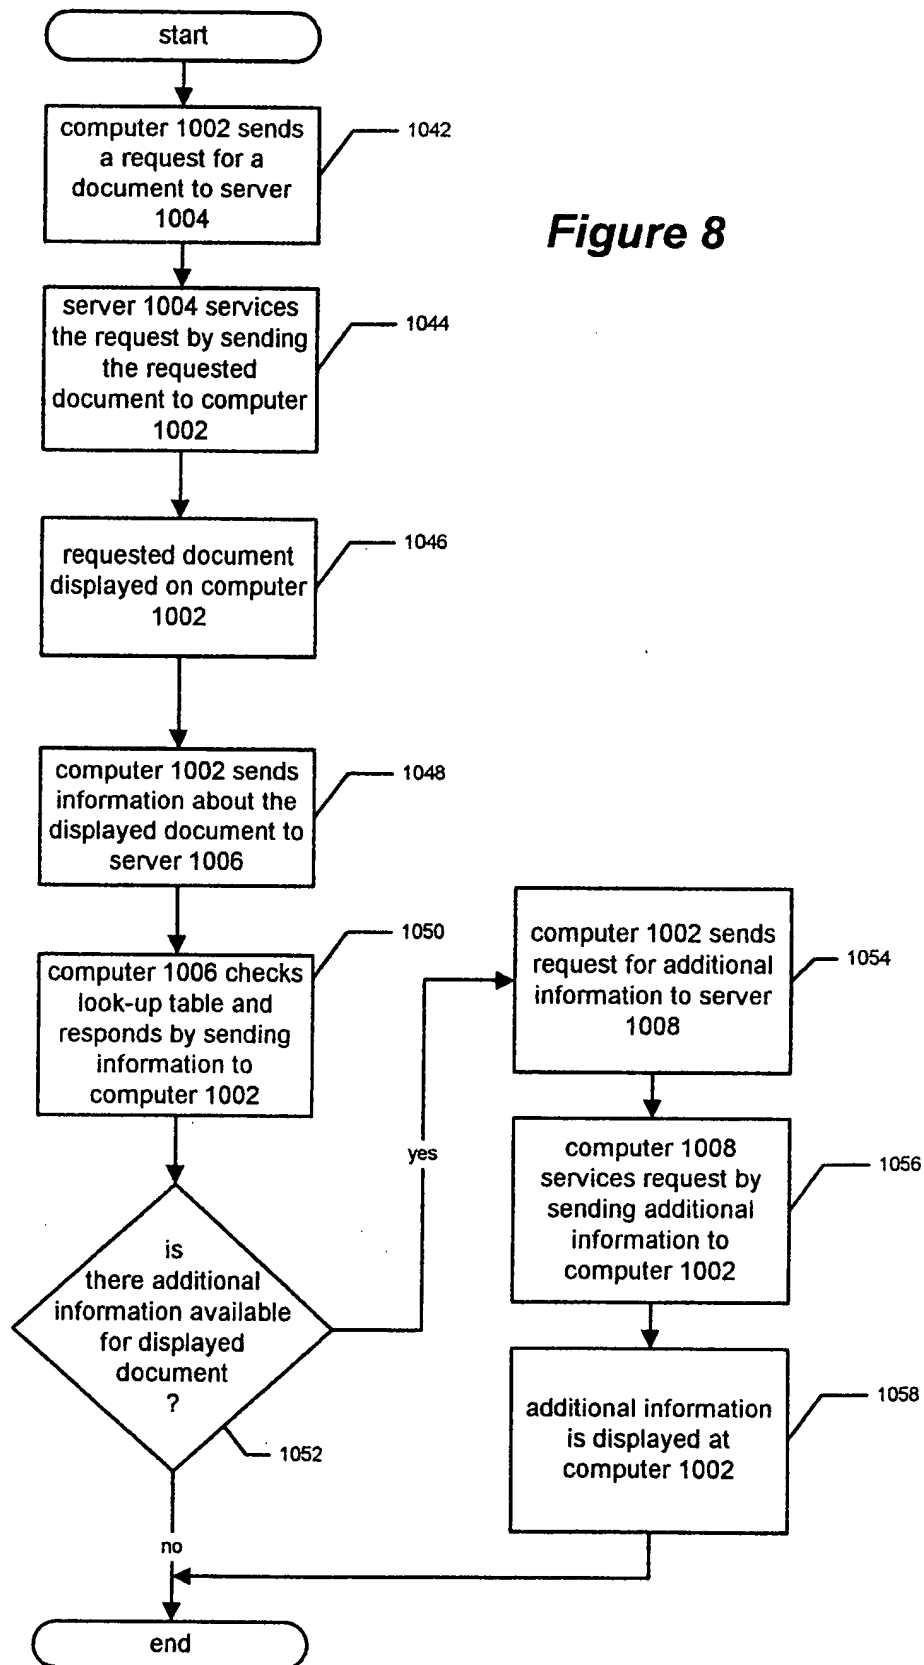 start
computer 1002 sends
a request for a
document to server
1004
1042
Figure 8
server 1004 services
the request by sending
the requested
document to computer
1002
1044
requested document
displayed on computer
1002
1046
computer 1002 sends
information about the
displayed document to
server 1006
1048
computer 1006 checks
look-up table and
responds by sending
information to
computer 1002
1050
is
there additional
information available
for displayed
document
?
1052
yes
computer 1002 sends
request for additional
information to server
1008
1054
computer 1008
services request by
sending additional
information to
computer 1002
1056
additional information
is displayed at
computer 1002
1058
no
end